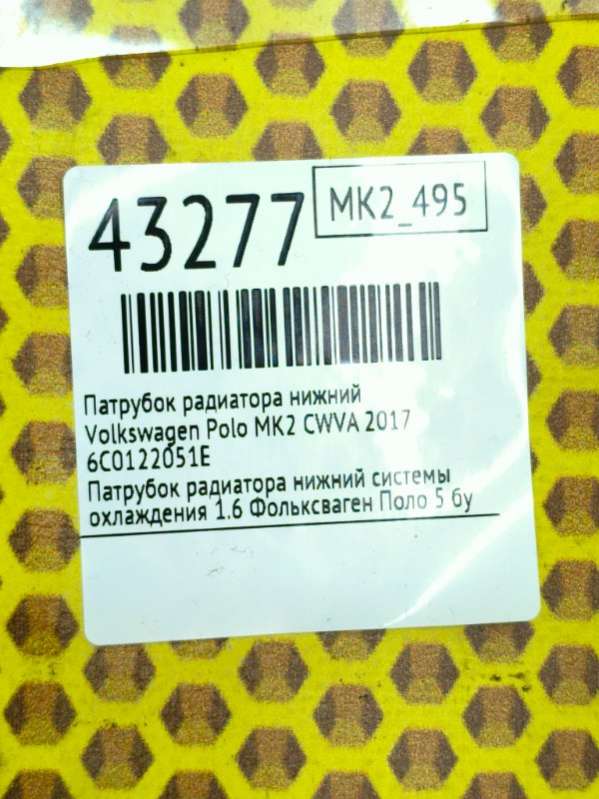 43277
MK2_495
Патрубок радиатора нижний
Volkswagen Polo MK2 CWVA 2017
6C0122051E
Патрубок радиатора нижний системы
охлаждения 1.6 Фольксваген Поло 5 бу